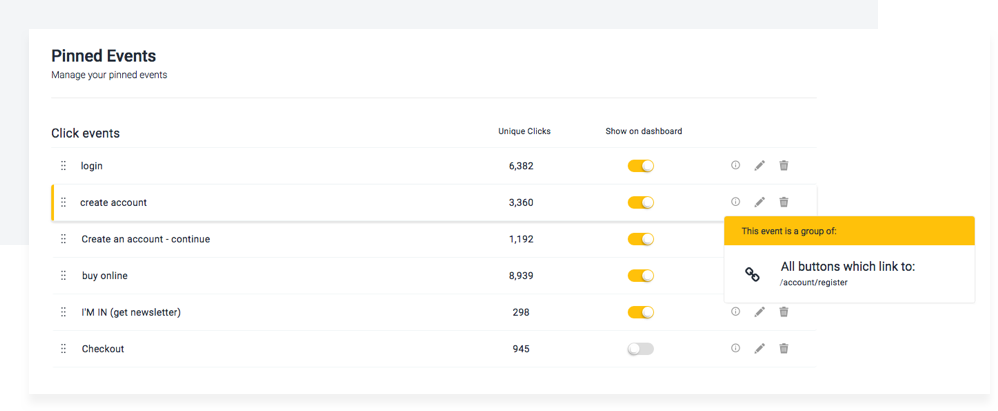 Pinned Events
Manage your pinned events
Click events Unique Clicks Show on dashboard
login 6,382
create account 3,360
This event is a group of:
Create an account - continue 1,192
All buttons which link to:
/account/register
buy online 8,939
I'M IN (get newsletter) 298
Checkout 945